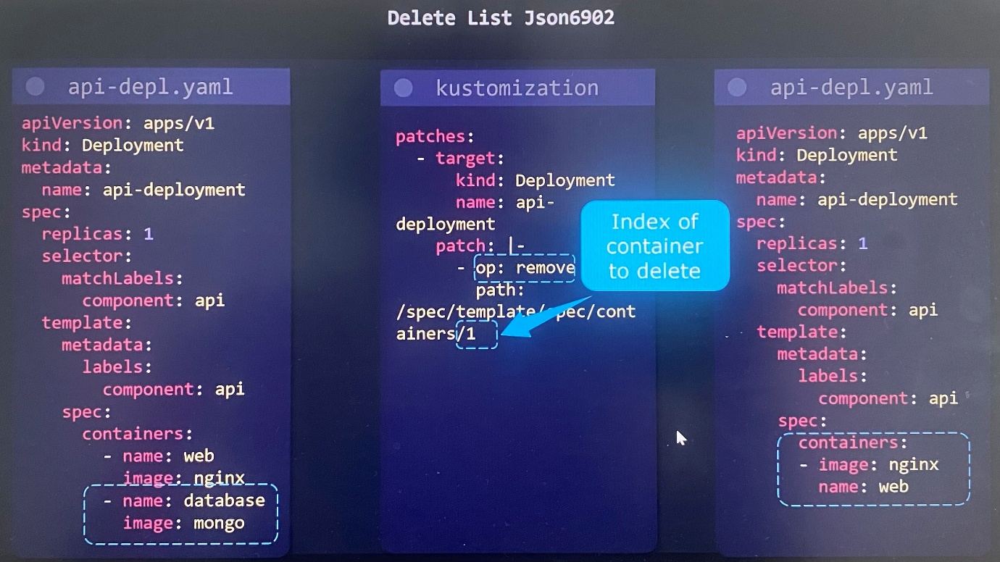 Delete List Json6902
api-depl.yaml
apiVersion: apps/v1
kind: Deployment
metadata:
  name: api-deployment
spec:
  replicas: 1
  selector:
    matchLabels:
      component: api
  template:
    metadata:
      labels:
        component: api
    spec:
      containers:
        - name: web
          image: nginx
        - name: database
          image: mongo
kustomization
patches:
  - target:
      kind: Deployment
      name: api-
deployment
    patch: |-
      - op: remove
        path:
/spec/template/spec/cont
ainers/1
Index of
container
to delete
api-depl.yaml
apiVersion: apps/v1
kind: Deployment
metadata:
  name: api-deployment
spec:
  replicas: 1
  selector:
    matchLabels:
      component: api
  template:
    metadata:
      labels:
        component: api
    spec:
      containers:
      - image: nginx
        name: web